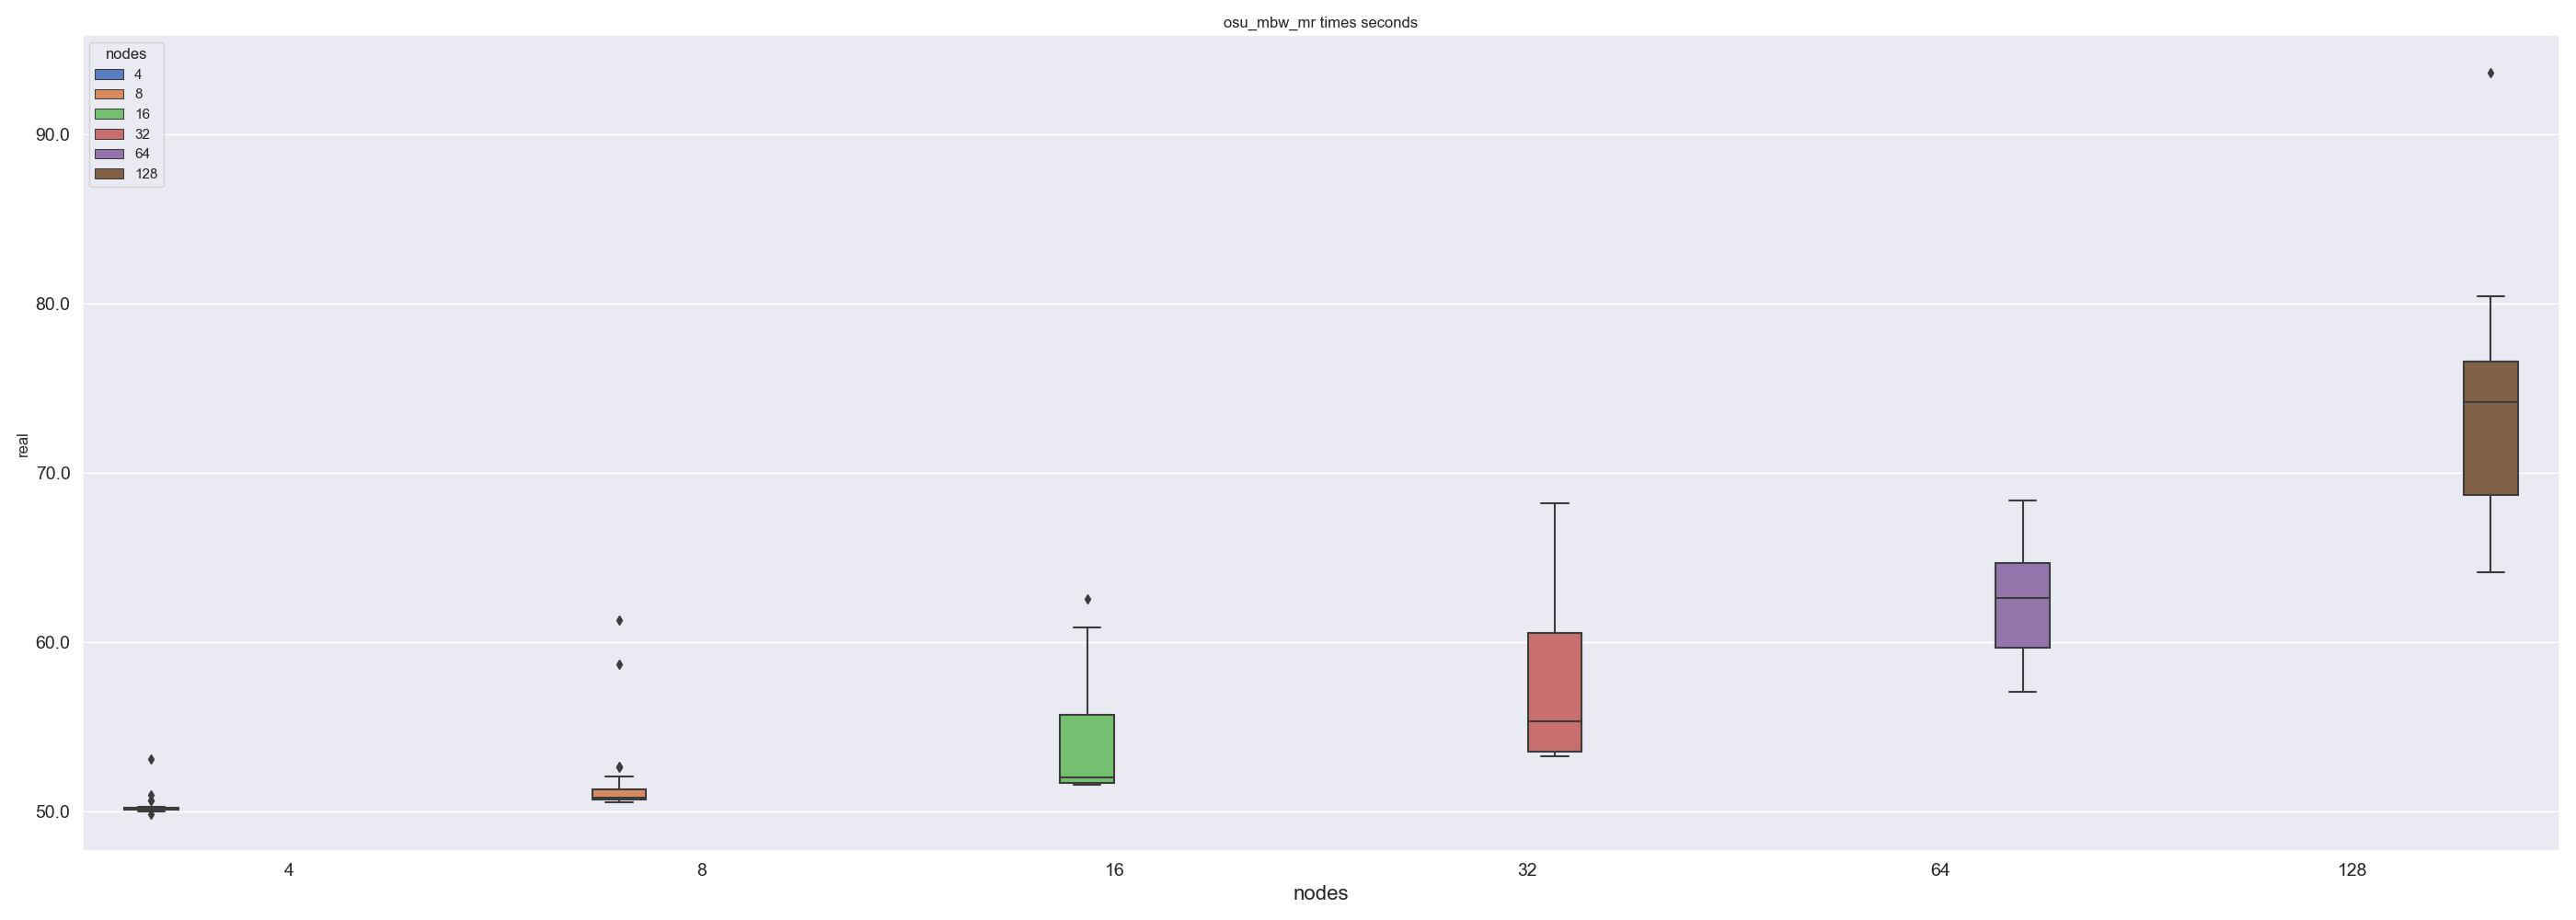 osu_mbw_mr times seconds
nodes
4
8
16
32
64
128
90.0
80.0
70.0
60.0
50.0
real
4 8 16 32 64 128
nodes